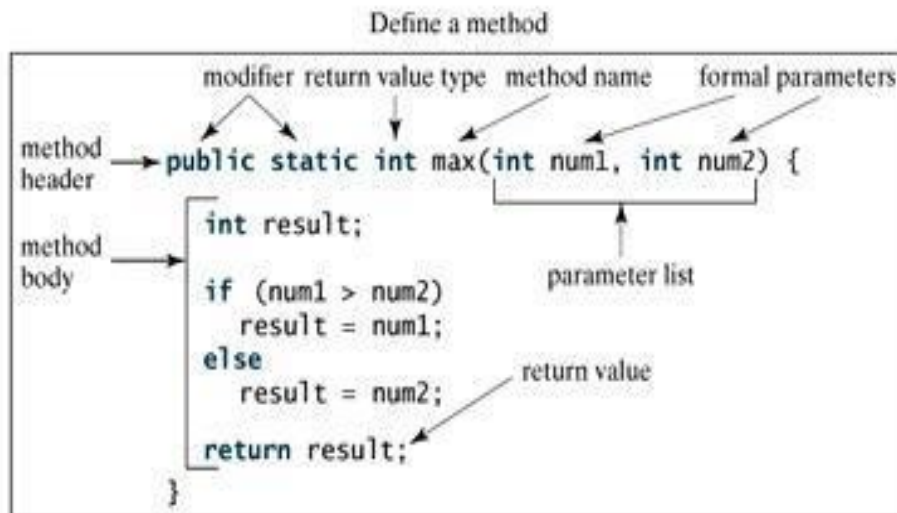 Define a method
modifier return value type method name formal parameters
method
header
public static int max(int num1, int num2) {
method
body
int result;
parameter list
if (num1 > num2)
result = num1;
else
result = num2;
return value
return result;
}